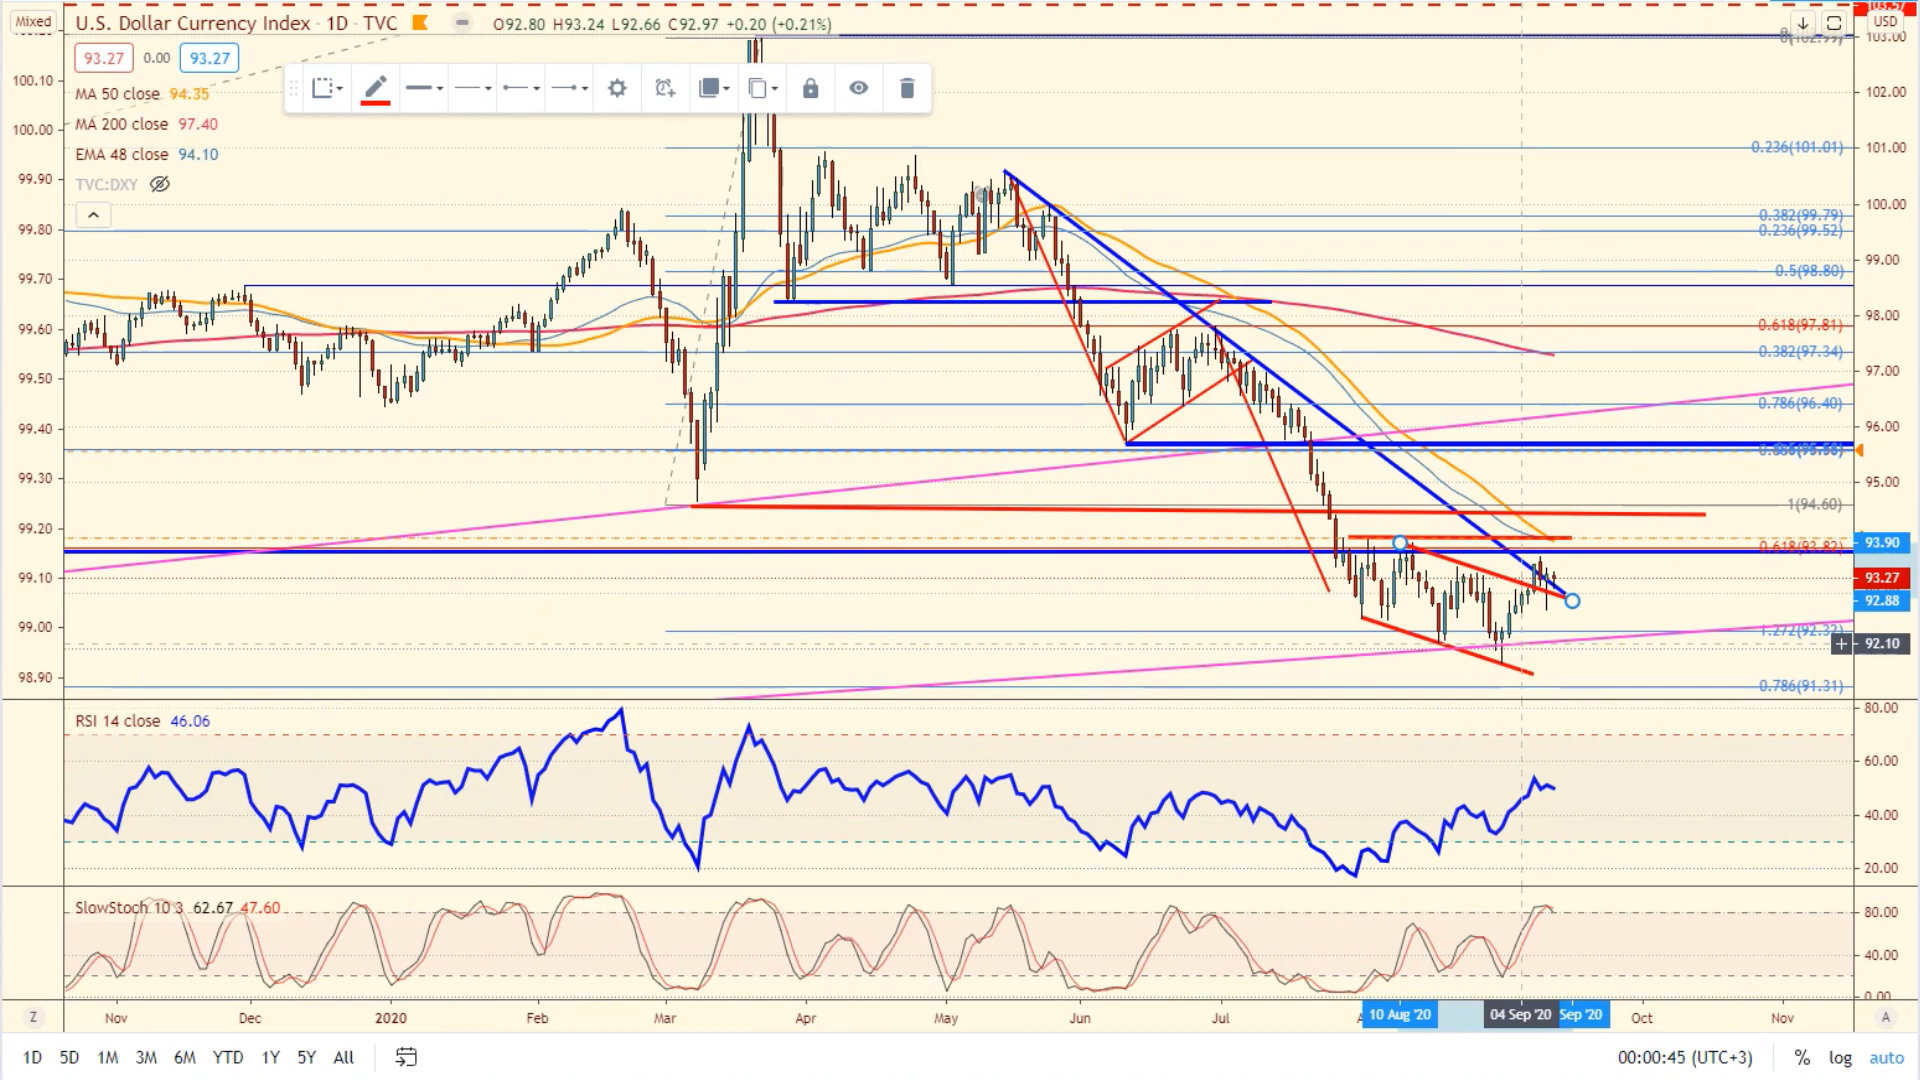 Mixed
U.S. Dollar Currency Index · 1D · TVC
O92.80 H93.24 L92.66 C92.97 +0.20 (+0.21%)
USD
93.27 0.00 93.27
MA 50 close 94.35
MA 200 close 97.40
EMA 48 close 94.10
TVC:DXY
100.10
100.00
99.90
99.80
99.70
99.60
99.50
99.40
99.30
99.20
99.10
99.00
98.90
0.236(101.01)
0.382(99.79)
0.236(99.52)
0.5(98.80)
0.618(97.81)
0.382(97.34)
0.786(96.40)
1(94.60)
1.272(92.32)
0.786(91.31)
103.00
102.00
101.00
100.00
99.00
98.00
97.00
96.00
95.00
93.90
93.27
92.88
92.10
RSI 14 close 46.06
80.00
60.00
40.00
20.00
SlowStoch 10 3 62.67 47.60
80.00
40.00
0.00
Z
Nov
Dec
2020
Feb
Mar
Apr
May
Jun
Jul
10 Aug '20
04 Sep '20
Sep '20
Oct
Nov
A
1D 5D 1M 3M 6M YTD 1Y 5Y All
00:00:45 (UTC+3) % log auto